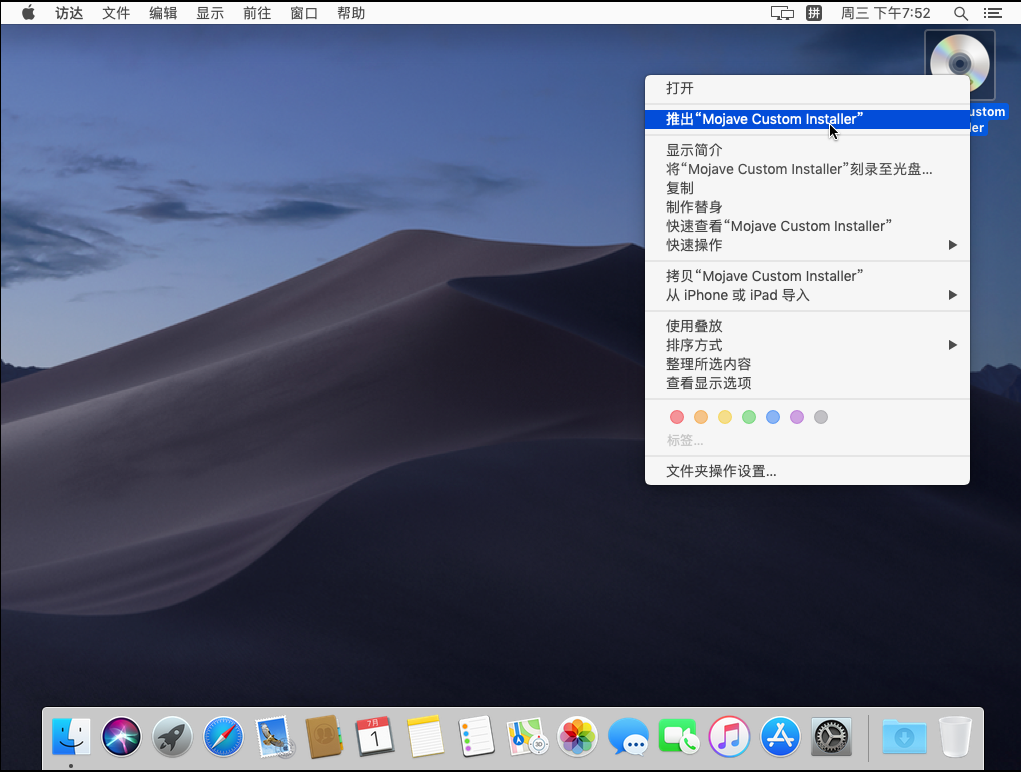 访达 文件 编辑 显示 前往 窗口 帮助 拼 周三 下午7:52
打开
推出“Mojave Custom Installer”
ustom
ler
显示简介
将“Mojave Custom Installer”刻录至光盘...
复制
制作替身
快速查看“Mojave Custom Installer”
快速操作
拷贝“Mojave Custom Installer”
从 iPhone 或 iPad 导入
使用叠放
排序方式
整理所选内容
查看显示选项
标签...
文件夹操作设置...
7月
1